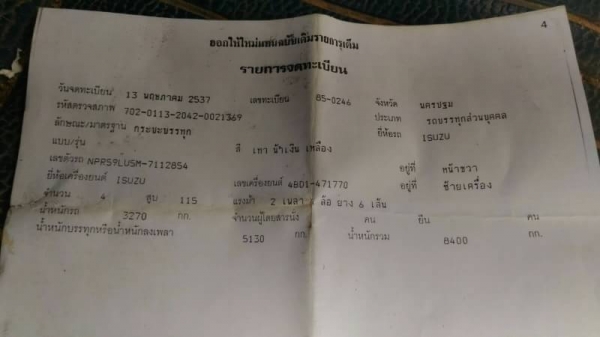 4
ออกให้ใหม่แทนฉบับเดิมรายการเต็ม
รายการจดทะเบียน
วันจดทะเบียน 13 พฤษภาคม 2537 เลขทะเบียน 85-0246 จังหวัด นครปฐม
รหัสตรวจสภาพ 702-0113-2042-0021369 ประเภท รถบรรทุกส่วนบุคคล
ลักษณะ/มาตรฐาน กระบะบรรทุก ยี่ห้อรถ ISUZU
แบบ/รุ่น สี เทา น้ำเงิน เหลือง
เลขตัวรถ NPR59LU5M-7112854 อยู่ที่ หน้าขวา
ยี่ห้อเครื่องยนต์ ISUZU เลขเครื่องยนต์ 4BD1-471770 อยู่ที่ ซ้ายเครื่อง
จำนวน 4 สูบ 115 แรงม้า 2 เพลา ล้อ ยาง 6 เส้น
น้ำหนักรถ 3270 กก. จำนวนผู้โดยสารนั่ง คน ยืน คน
น้ำหนักบรรทุกหรือน้ำหนักลงเพลา 5130 กก. น้ำหนักรวม 8400 กก.